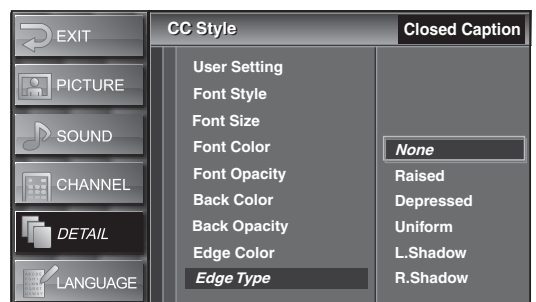 EXIT
PICTURE
SOUND
CHANNEL
DETAIL
LANGUAGE
CC Style
Closed Caption
User Setting
Font Style
Font Size
Font Color
Font Opacity
Back Color
Back Opacity
Edge Color
Edge Type
None
Raised
Depressed
Uniform
L.Shadow
R.Shadow